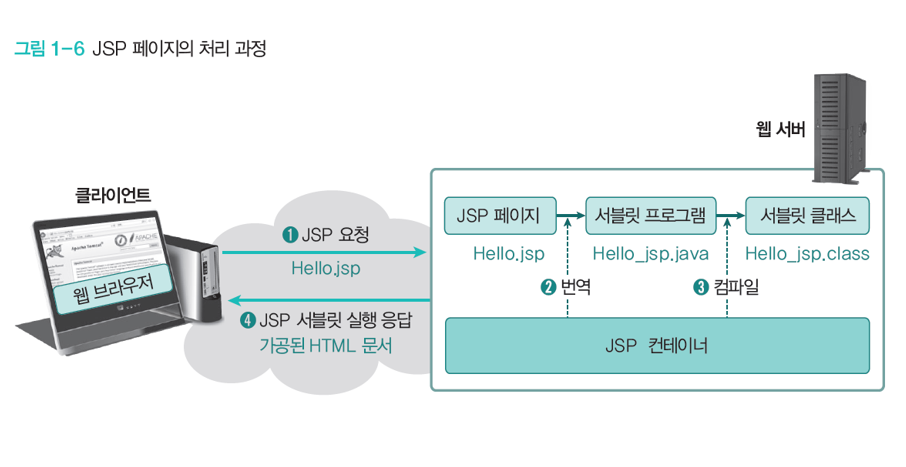 그림 1-6 JSP 페이지의 처리 과정
웹 서버
클라이언트
Apache Tomcat
APACHE
웹 브라우저
❶ JSP 요청
Hello.jsp
❹ JSP 서블릿 실행 응답
가공된 HTML 문서
JSP 페이지
서블릿 프로그램
서블릿 클래스
Hello.jsp
Hello_jsp.java
Hello_jsp.class
❷ 번역
❸ 컴파일
JSP 컨테이너